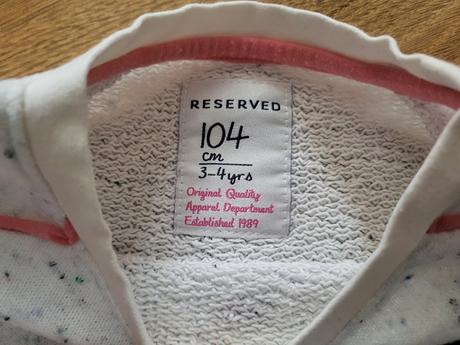 RESERVED
104
cm
3-4yrs
Original Quality
Apparel Department
Established 1989